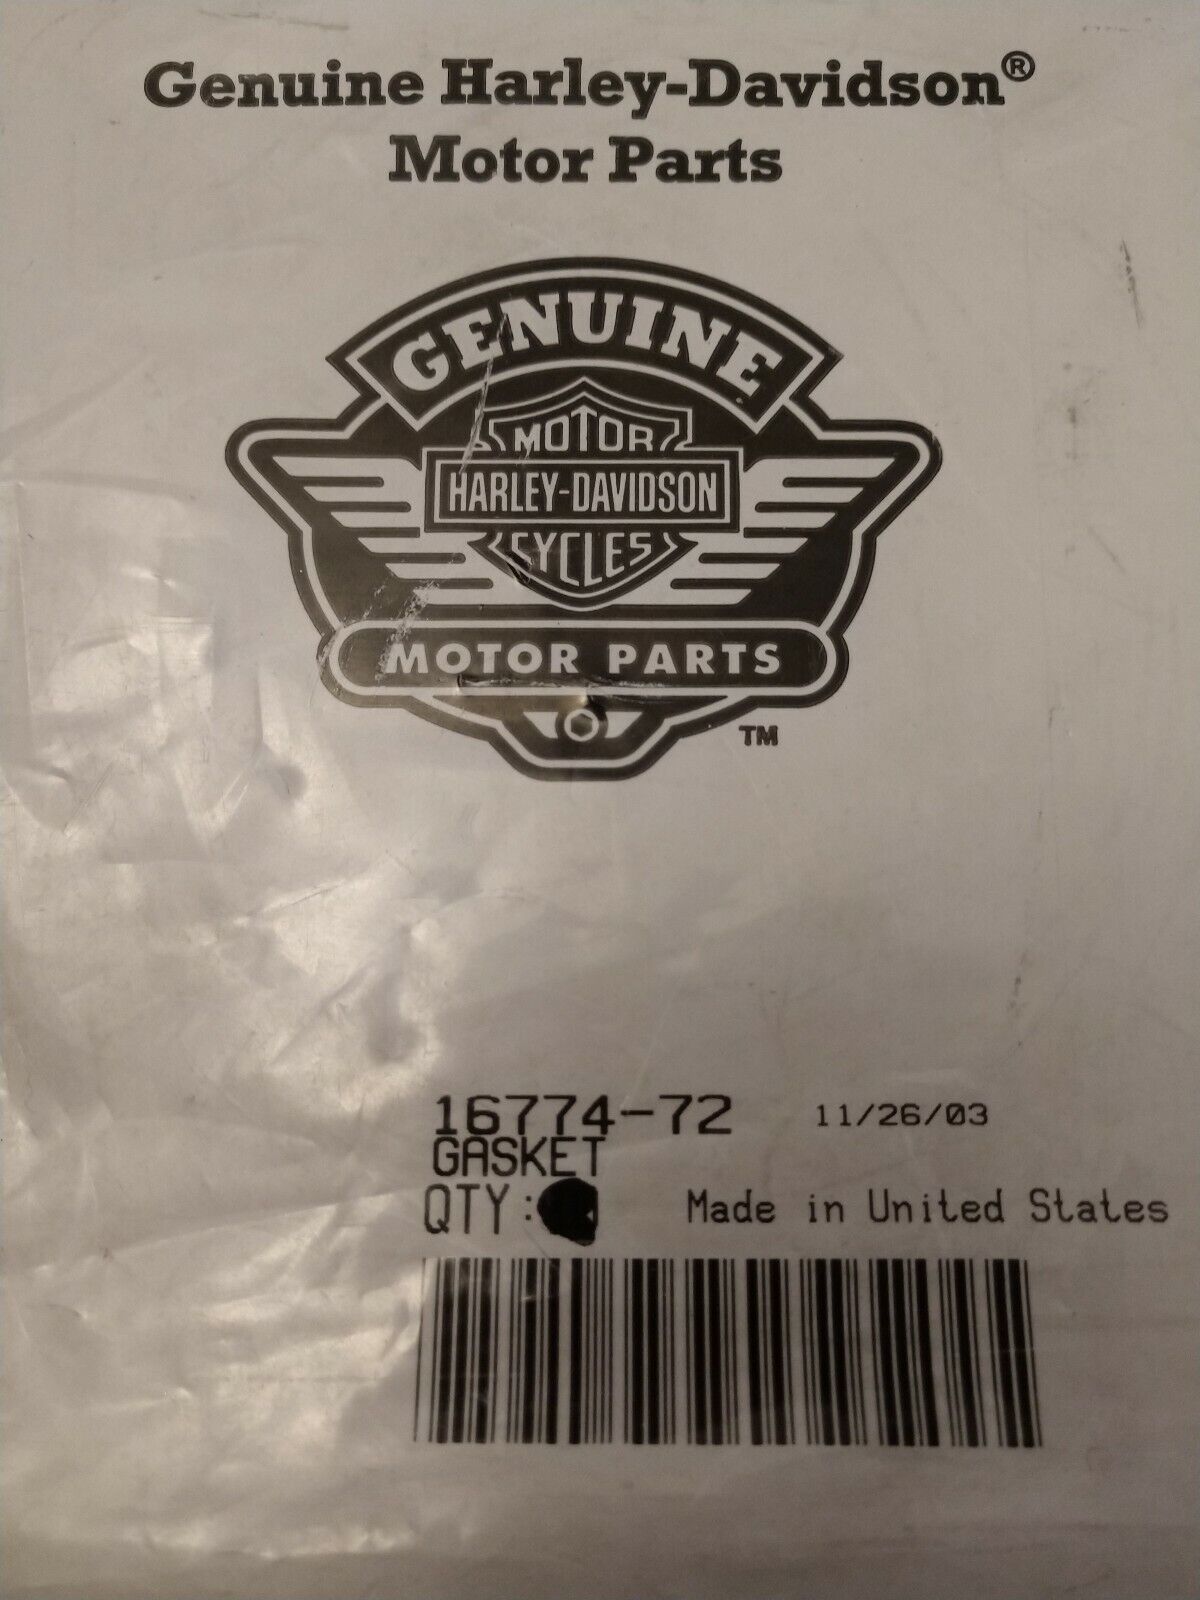 Genuine Harley-Davidson®
Motor Parts
GENUINE
MOTOR
HARLEY-DAVIDSON
CYCLES
MOTOR PARTS
TM
16774-72 11/26/03
GASKET
QTY: Made in United States